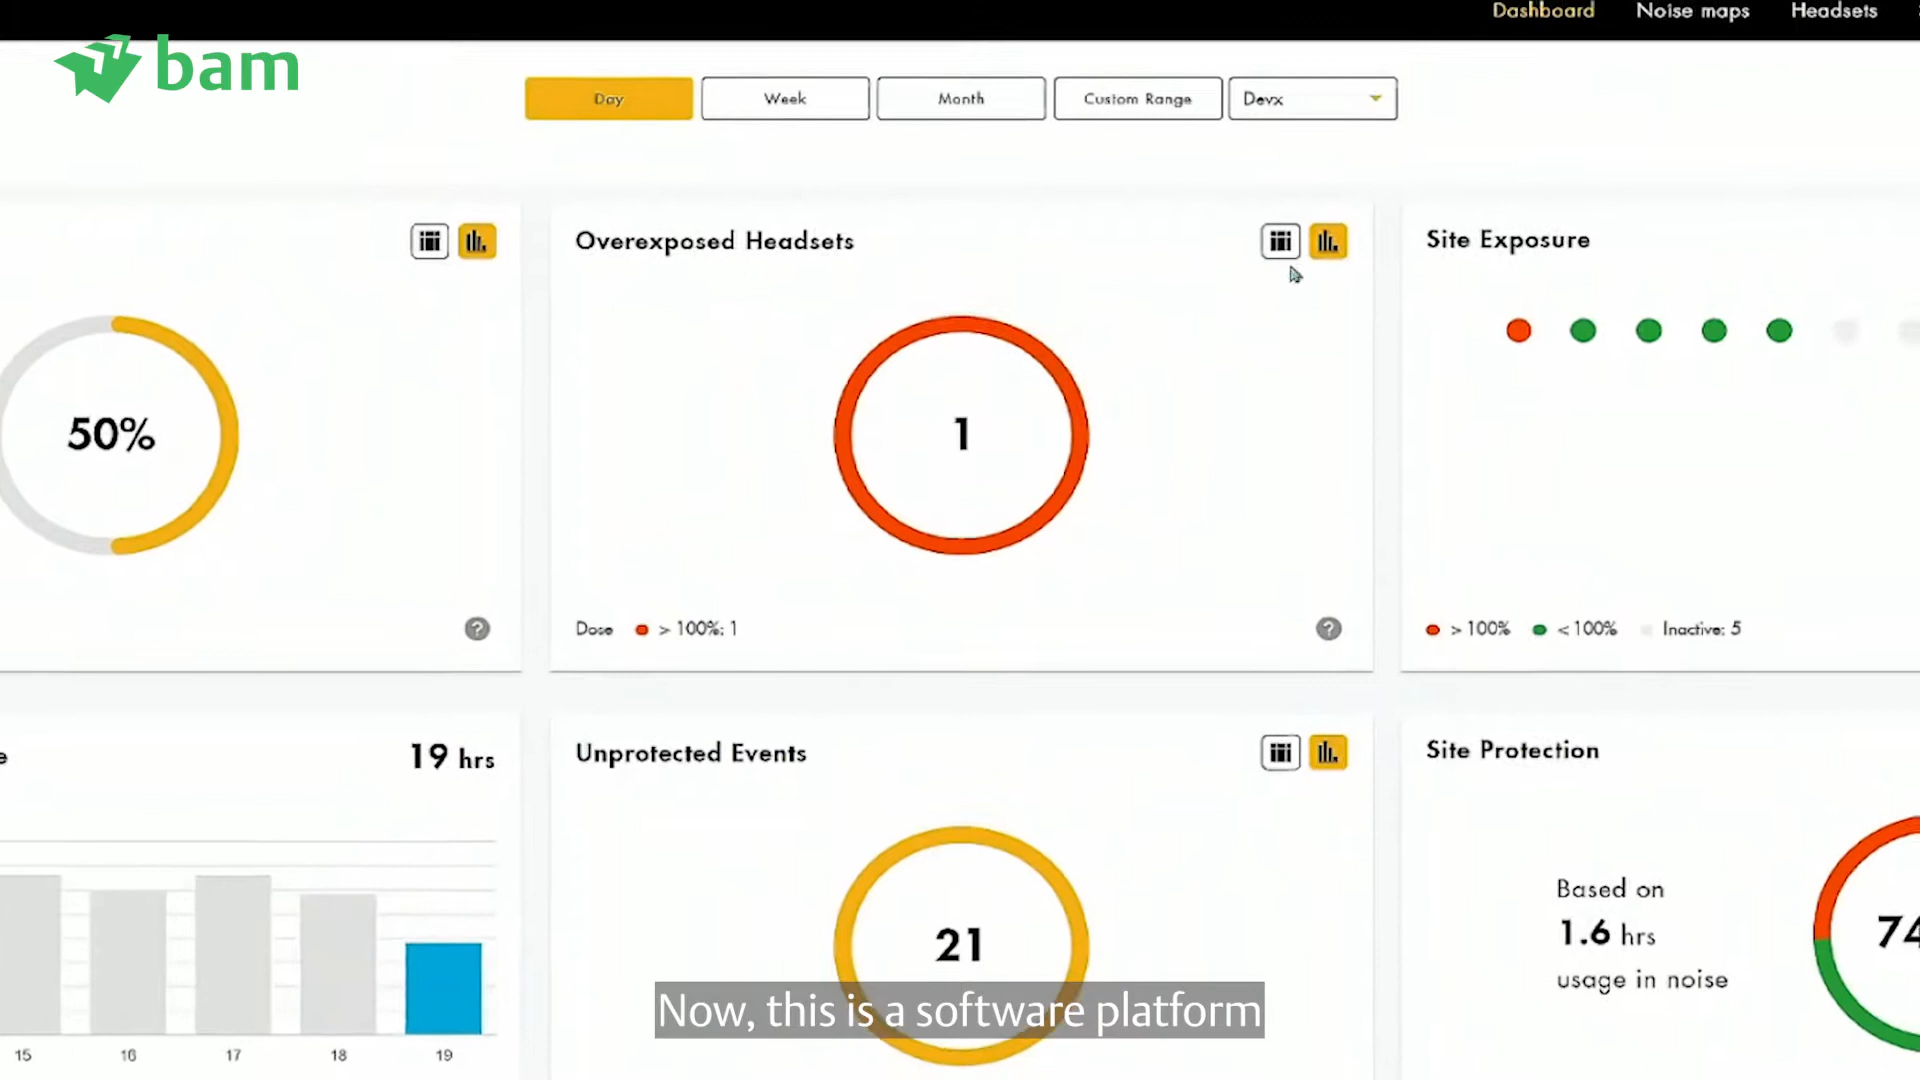 Dashboard
Noise maps
Headsets
bam
Day
Week
Month
Custom Range
Devx
Overexposed Headsets
Site Exposure
50%
1
?
Dose > 100%: 1
?
> 100% < 100% Inactive: 5
19 hrs
Unprotected Events
Site Protection
21
Based on
1.6 hrs
usage in noise
15 16 17 18 19
Now, this is a software platform